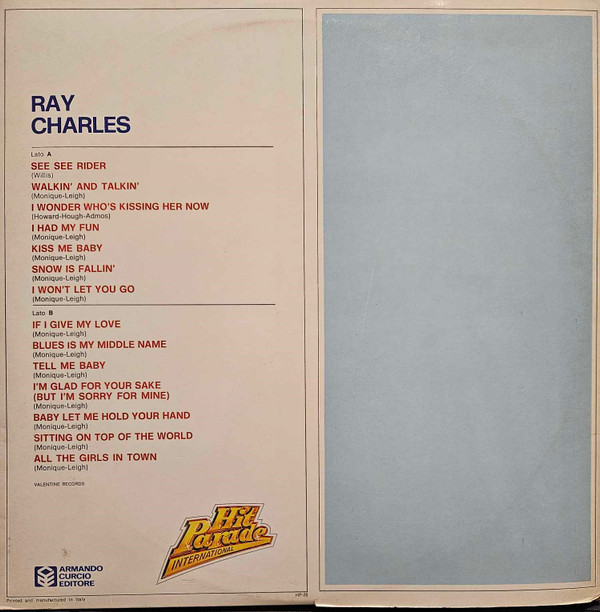 RAY
CHARLES
Lato A
SEE SEE RIDER
(Willis)
WALKIN' AND TALKIN'
(Monique-Leigh)
I WONDER WHO'S KISSING HER NOW
(Howard-Hough-Admos)
I HAD MY FUN
(Monique-Leigh)
KISS ME BABY
(Monique-Leigh)
SNOW IS FALLIN'
(Monique-Leigh)
I WON'T LET YOU GO
(Monique-Leigh)
Lato B
IF I GIVE MY LOVE
(Monique-Leigh)
BLUES IS MY MIDDLE NAME
(Monique-Leigh)
TELL ME BABY
(Monique-Leigh)
I'M GLAD FOR YOUR SAKE
(BUT I'M SORRY FOR MINE)
(Monique-Leigh)
BABY LET ME HOLD YOUR HAND
(Monique-Leigh)
SITTING ON TOP OF THE WORLD
(Monique-Leigh)
ALL THE GIRLS IN TOWN
(Monique-Leigh)
VALENTINE RECORDS
Hit
Parade
INTERNATIONAL
ARMANDO
CURCIO
EDITORE
Printed and manufactured in Italy